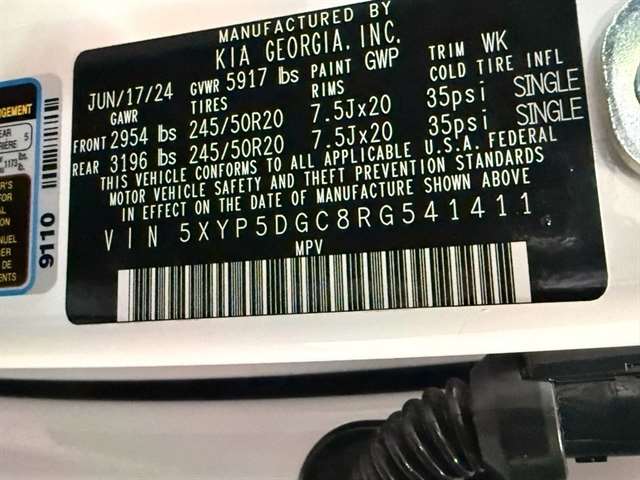 MANUFACTURED BY
KIA GEORGIA, INC.
JUN/17/24 GVWR 5917 lbs PAINT GWP TRIM WK
GAWR TIRES RIMS COLD TIRE INFL
FRONT 2954 lbs 245/50R20 7.5Jx20 35psi SINGLE
REAR 3196 lbs 245/50R20 7.5Jx20 35psi SINGLE
THIS VEHICLE CONFORMS TO ALL APPLICABLE U.S.A. FEDERAL
MOTOR VEHICLE SAFETY AND THEFT PREVENTION STANDARDS
IN EFFECT ON THE DATE OF MANUFACTURE SHOWN ABOVE
VIN 5XYP5DGC8RG541411
MPV
9110
5